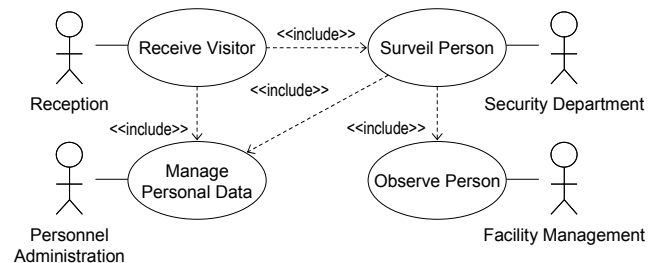 <<include>>
Receive Visitor
Surveil Person
<<include>>
Reception
Security Department
<<include>>
<<include>>
Manage
Personal Data
Observe Person
Personnel
Administration
Facility Management